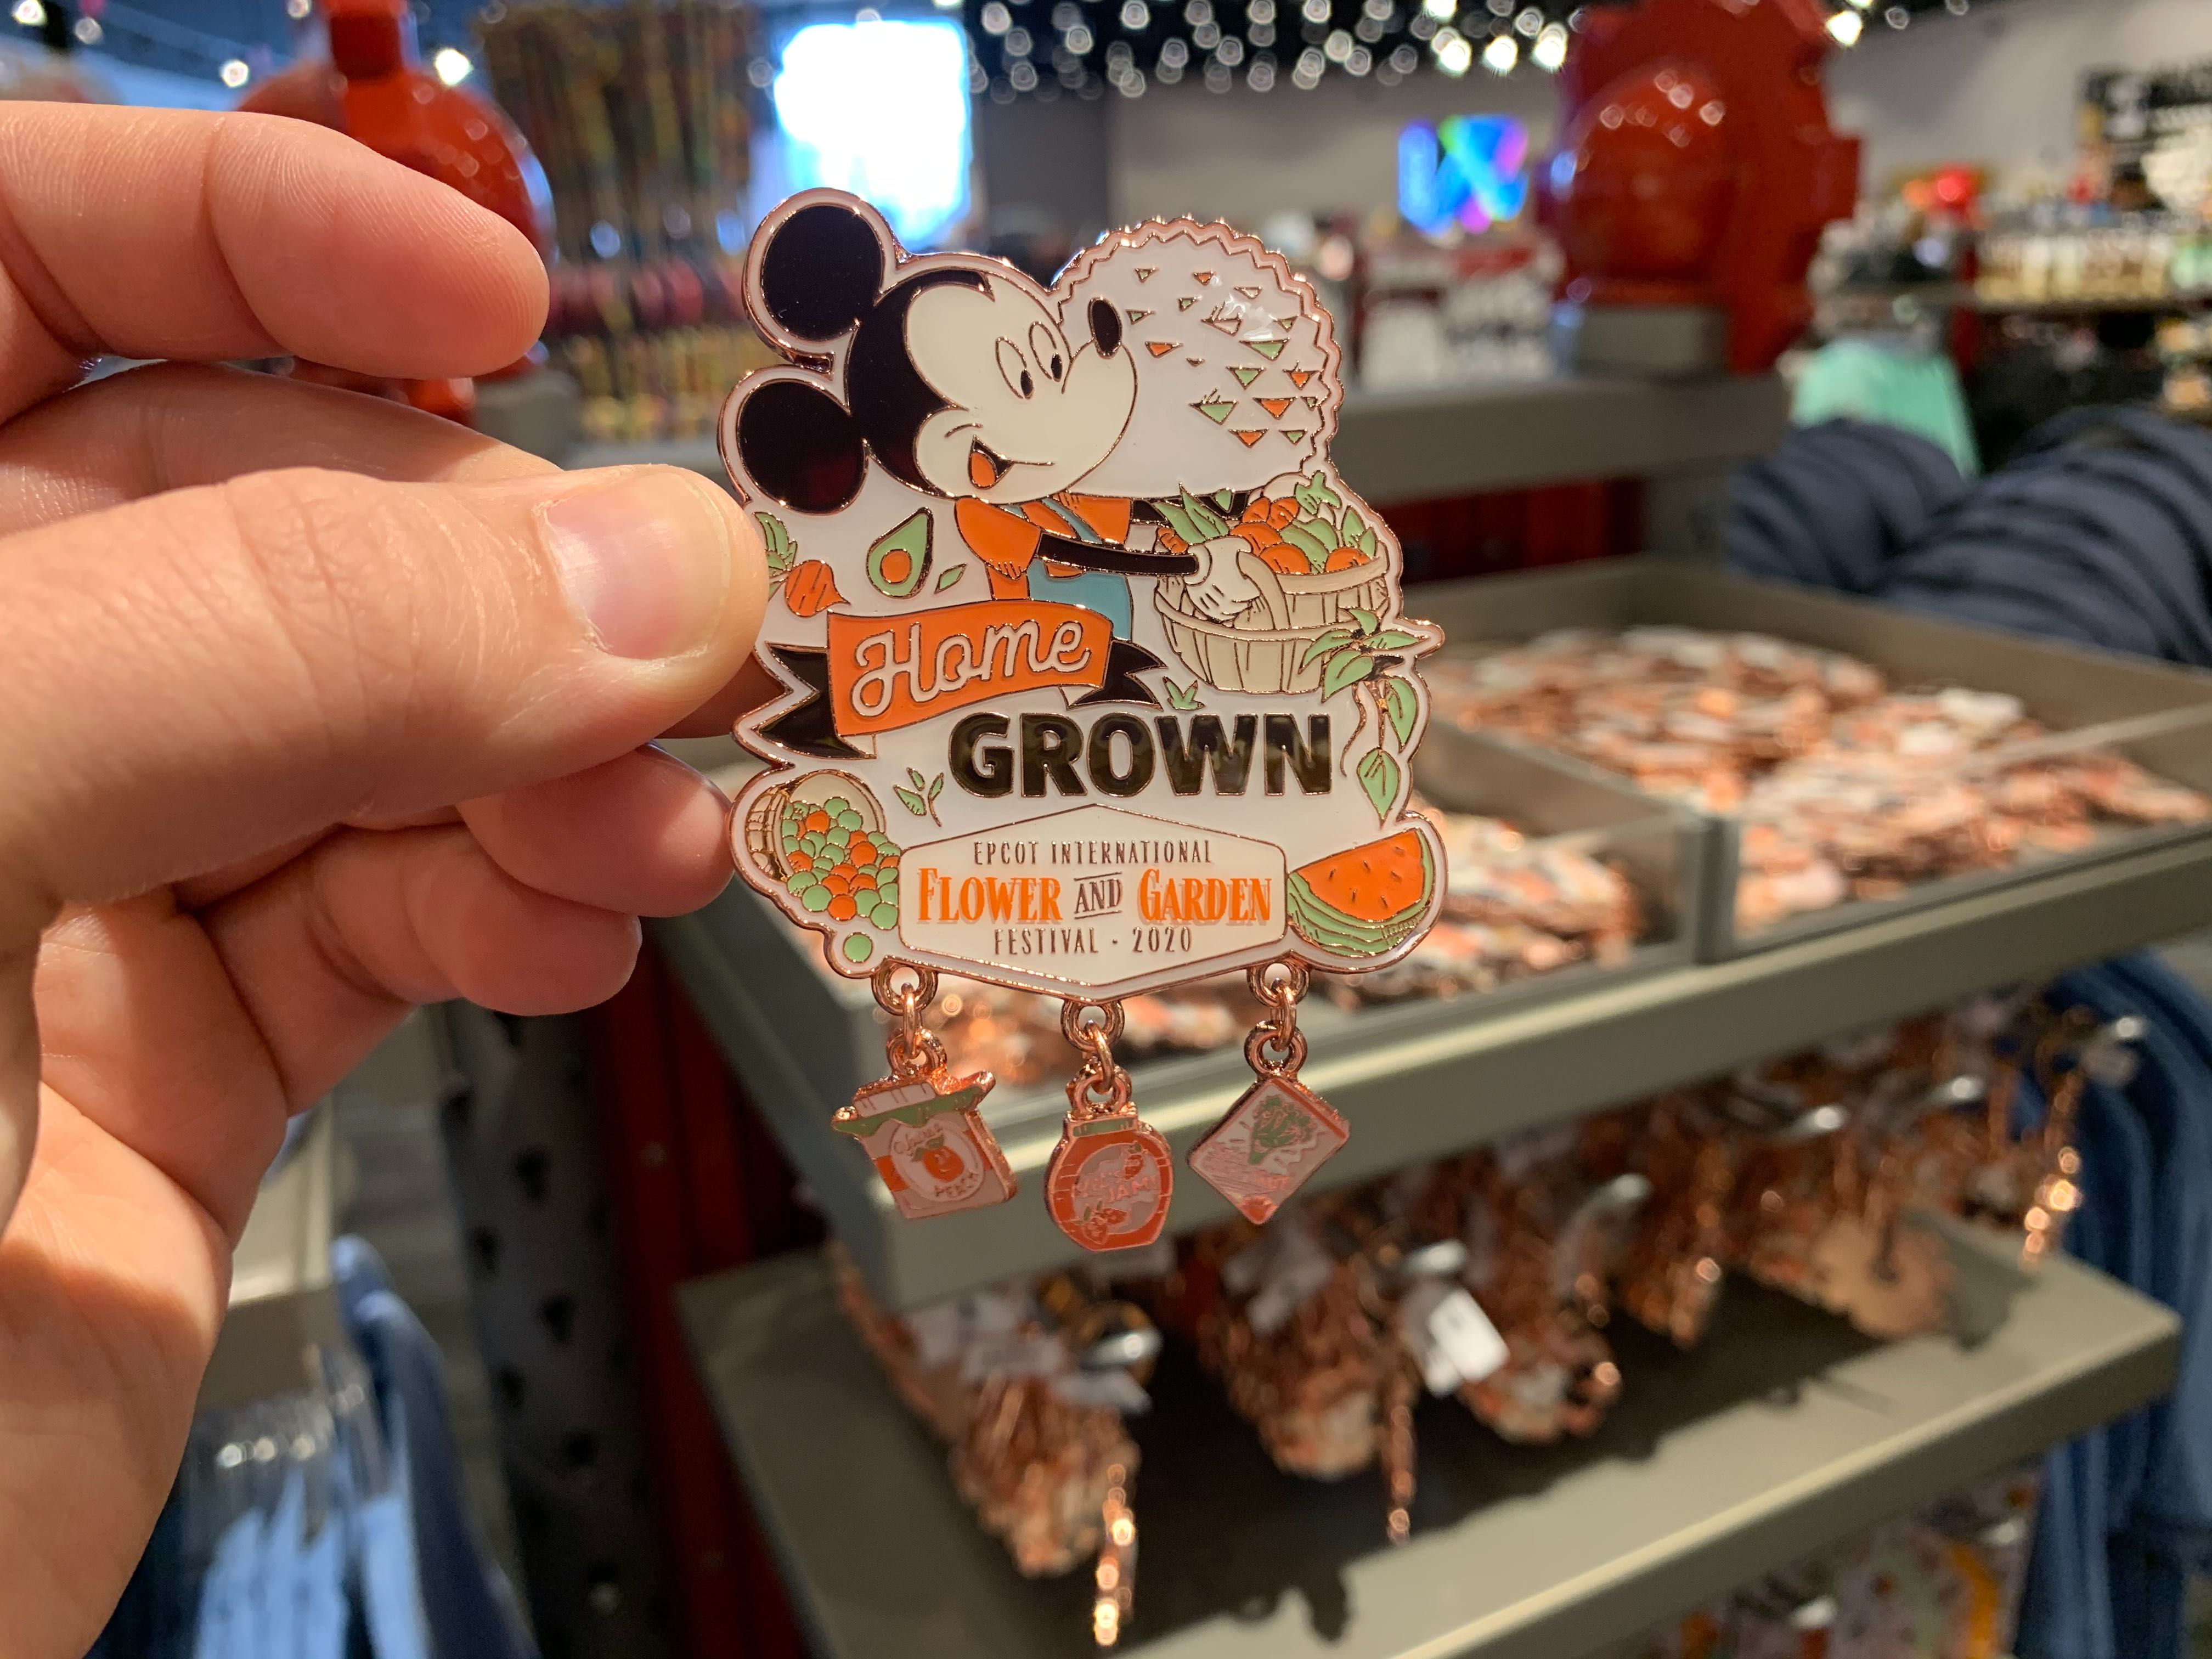 Home
GROWN
EPCOT INTERNATIONAL
FLOWER AND GARDEN
FESTIVAL · 2020